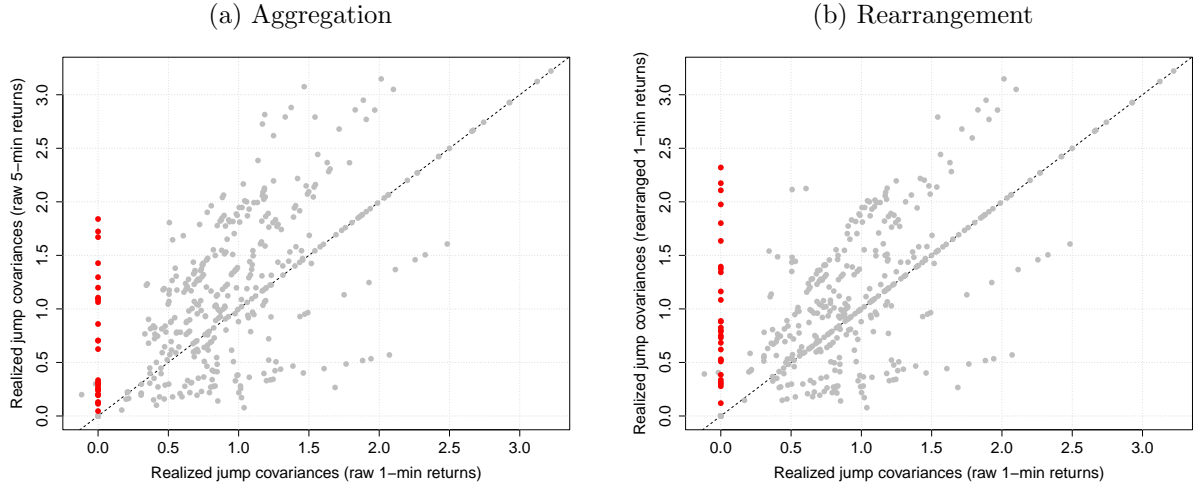 (a) Aggregation
Realized jump covariances (raw 5−min returns)
3.0
2.5
2.0
1.5
1.0
0.5
0.0
0.0 0.5 1.0 1.5 2.0 2.5 3.0
Realized jump covariances (raw 1−min returns)
(b) Rearrangement
Realized jump covariances (rearranged 1−min returns)
3.0
2.5
2.0
1.5
1.0
0.5
0.0
0.0 0.5 1.0 1.5 2.0 2.5 3.0
Realized jump covariances (raw 1−min returns)